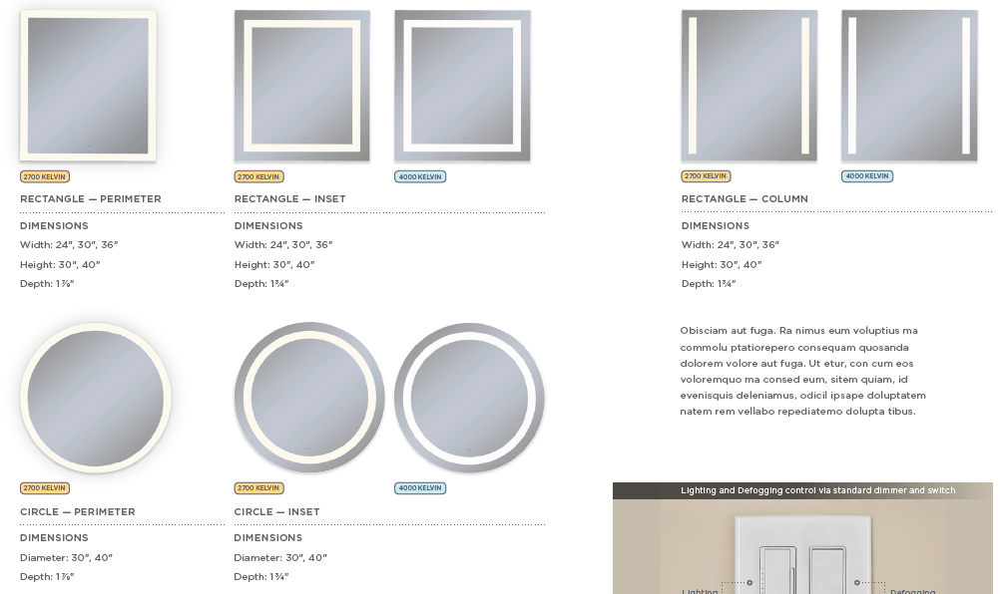 2700 KELVIN
RECTANGLE — PERIMETER
DIMENSIONS
Width: 24", 30", 36"
Height: 30", 40"
Depth: 1 ⅞"
2700 KELVIN
4000 KELVIN
RECTANGLE — INSET
DIMENSIONS
Width: 24", 30", 36"
Height: 30", 40"
Depth: 1¾"
2700 KELVIN
4000 KELVIN
RECTANGLE — COLUMN
DIMENSIONS
Width: 24", 30", 36"
Height: 30", 40"
Depth: 1¾"
2700 KELVIN
CIRCLE — PERIMETER
DIMENSIONS
Diameter: 30", 40"
Depth: 1 ⅞"
2700 KELVIN
4000 KELVIN
CIRCLE — INSET
DIMENSIONS
Diameter: 30", 40"
Depth: 1¾"
Obisciam aut fuga. Ra nimus eum voluptius ma
commolu ptatiorepero consequam quosanda
dolorem volore aut fuga. Ut etur, con cum eos
voloremquo ma consed eum, sitem quiam, id
evenisquis deleniamus, odicil ipsape doluptatem
natem rem vellabo repediatemo dolupta tibus.
Lighting and Defogging control via standard dimmer and switch
Lighting
Defogging